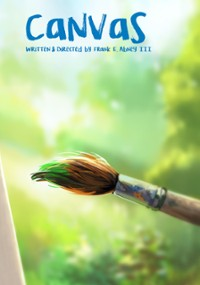 CANVAS
WRITTEN & DIRECTED BY FRANK E. ABNEY III